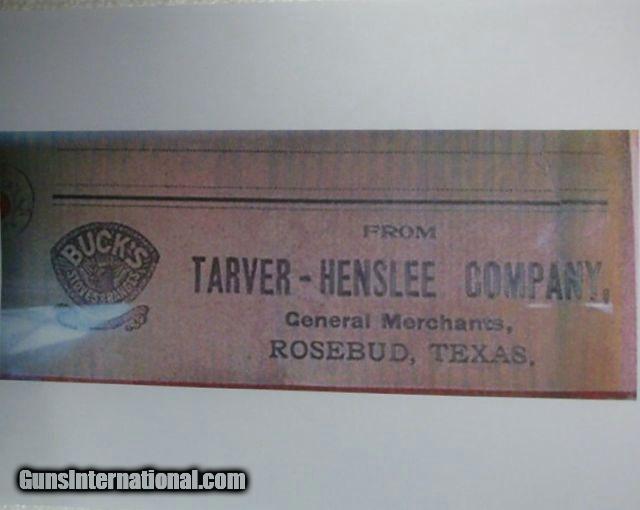 BUCK'S
FROM
TARVER-HENSLEE COMPANY,
General Merchants,
ROSEBUD, TEXAS.
GunsInternational.com